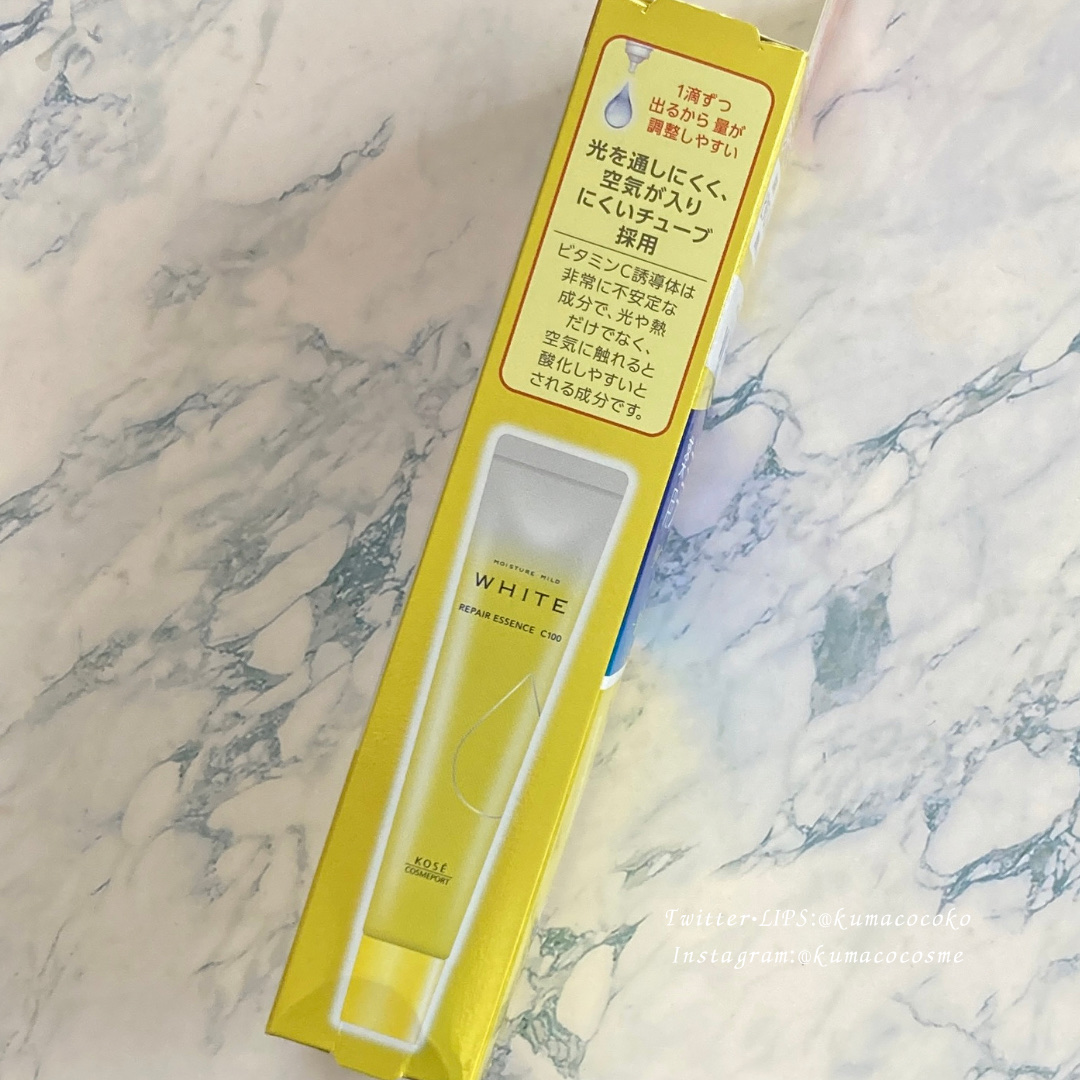 1滴ずつ
出るから 量が
調整しやすい
光を通しにくく、
空気が入り
にくいチューブ
採用
ビタミンC誘導体は
非常に不安定な
成分で、光や熱
だけでなく、
空気に触れると
酸化しやすいと
される成分です。
MOISTURE MILD
WHITE
REPAIR ESSENCE C100
KOSÉ
COSMEPORT
Twitter・LIPS:@kumacocoko
Instagram:@kumacocosme